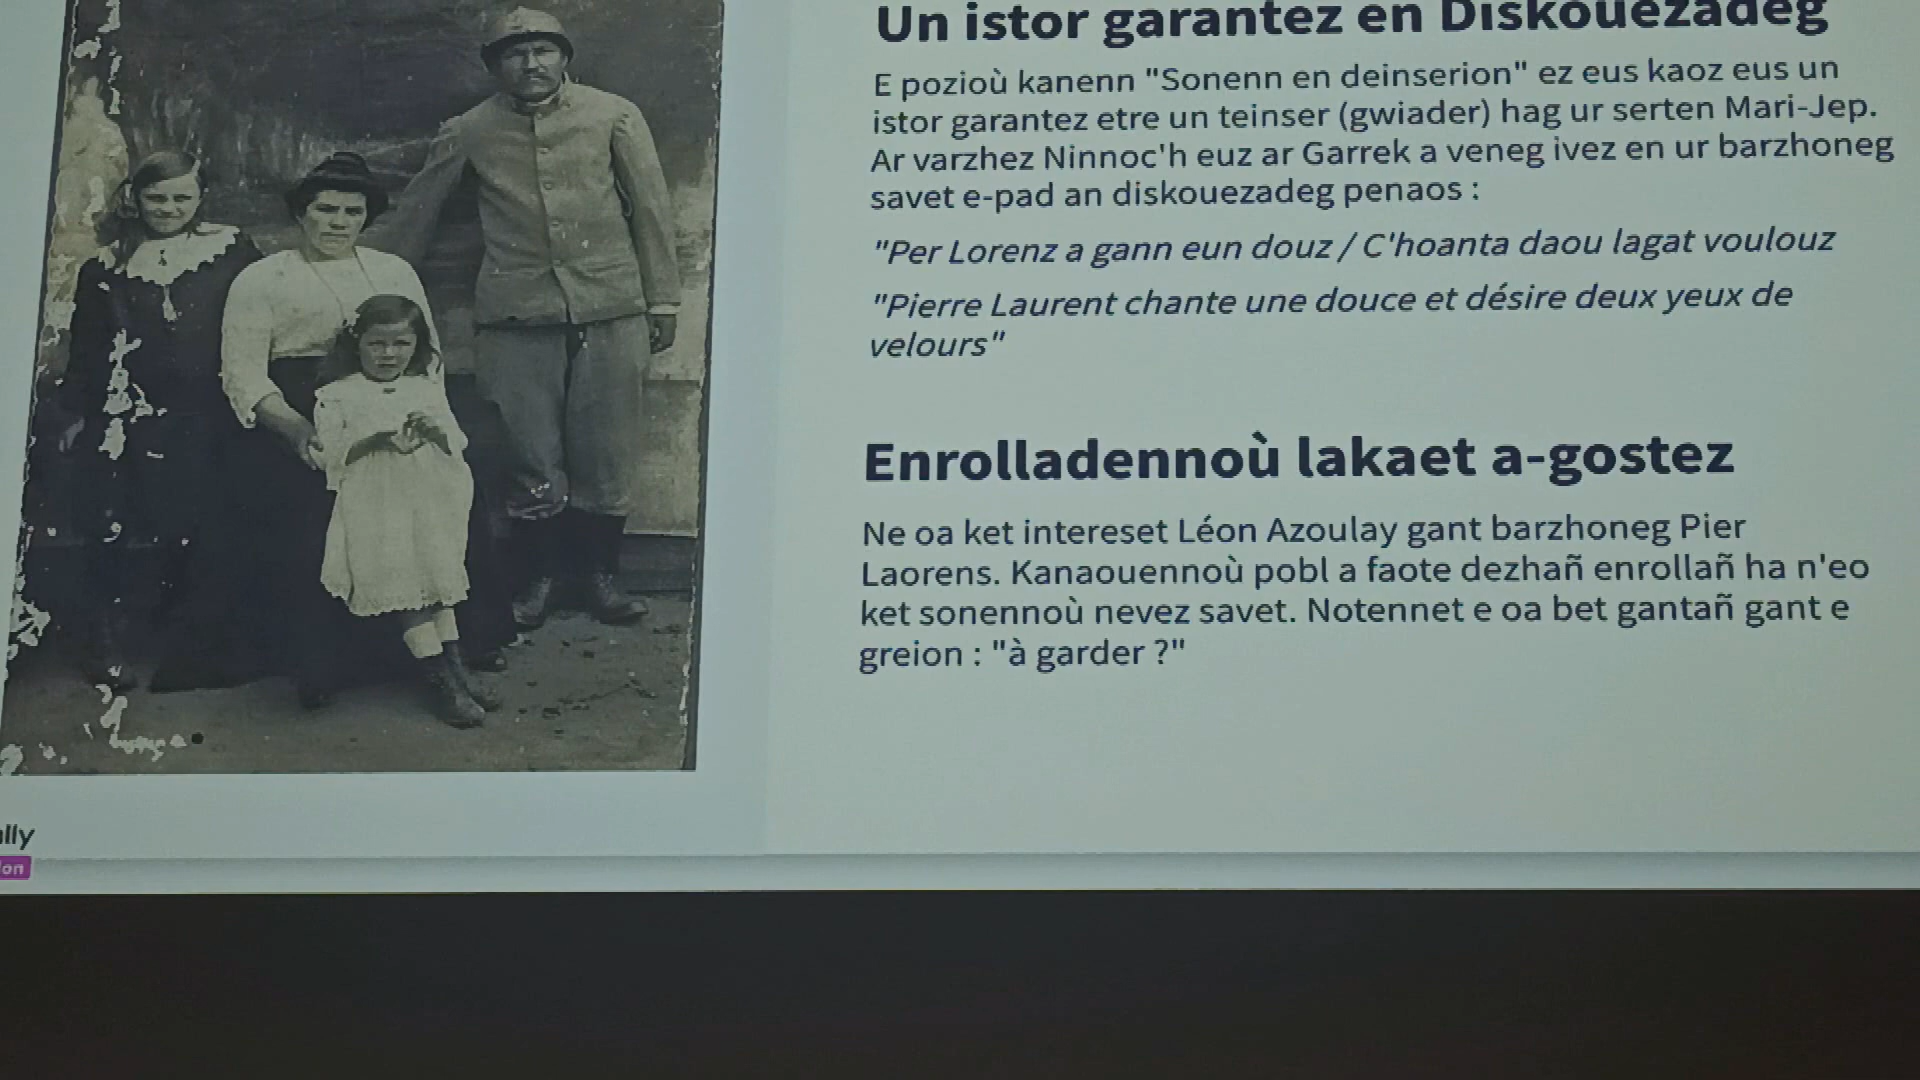 Un istor garantez en Diskouezadeg
E pozioù kanenn "Sonenn en deinserion" ez eus kaoz eus un
istor garantez etre un teinser (gwiader) hag ur serten Mari-Jep.
Ar varzhez Ninnoc'h euz ar Garrek a veneg ivez en ur barzhoneg
savet e-pad an diskouezadeg penaos :
"Per Lorenz a gann eun douz / C'hoanta daou lagat voulouz
"Pierre Laurent chante une douce et désire deux yeux de
velours"
Enrolladennoù lakaet a-gostez
Ne oa ket intereset Léon Azoulay gant barzhoneg Pier
Laorens. Kanaouennoù pobl a faote dezhañ enrollañ ha n'eo
ket sonennoù nevez savet. Notennet e oa bet gantañ gant e
greion : "à garder ?"